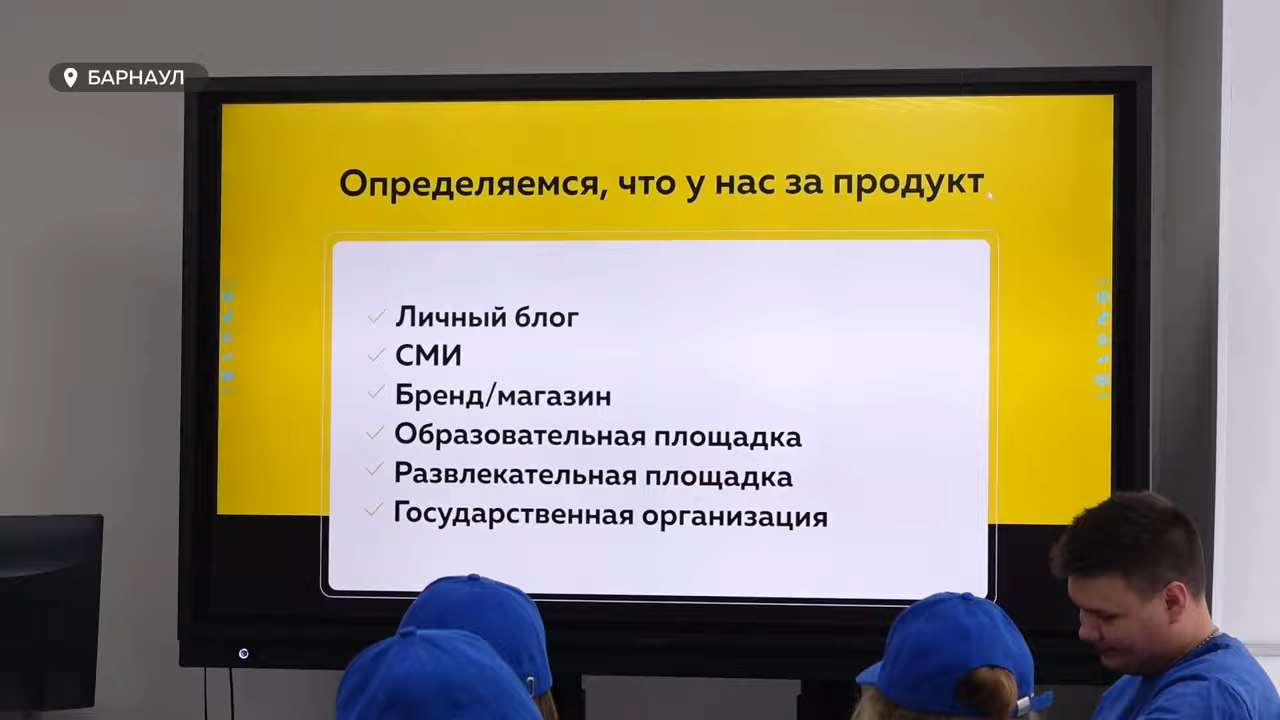 БАРНАУЛ
Определяемся, что у нас за продукт
Личный блог
СМИ
Бренд/магазин
Образовательная площадка
Развлекательная площадка
Государственная организация